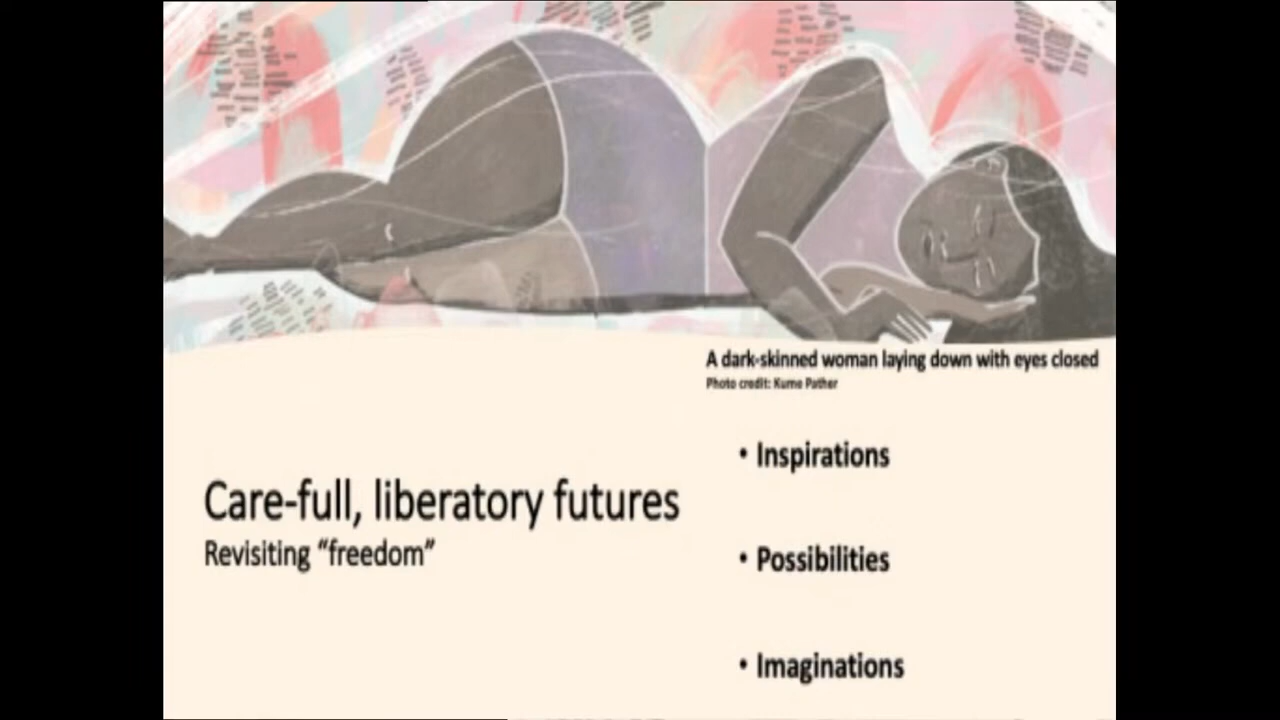 A dark-skinned woman laying down with eyes closed
Photo credit: Kume Pather
Care-full, liberatory futures
Revisiting “freedom”
• Inspirations
• Possibilities
• Imaginations